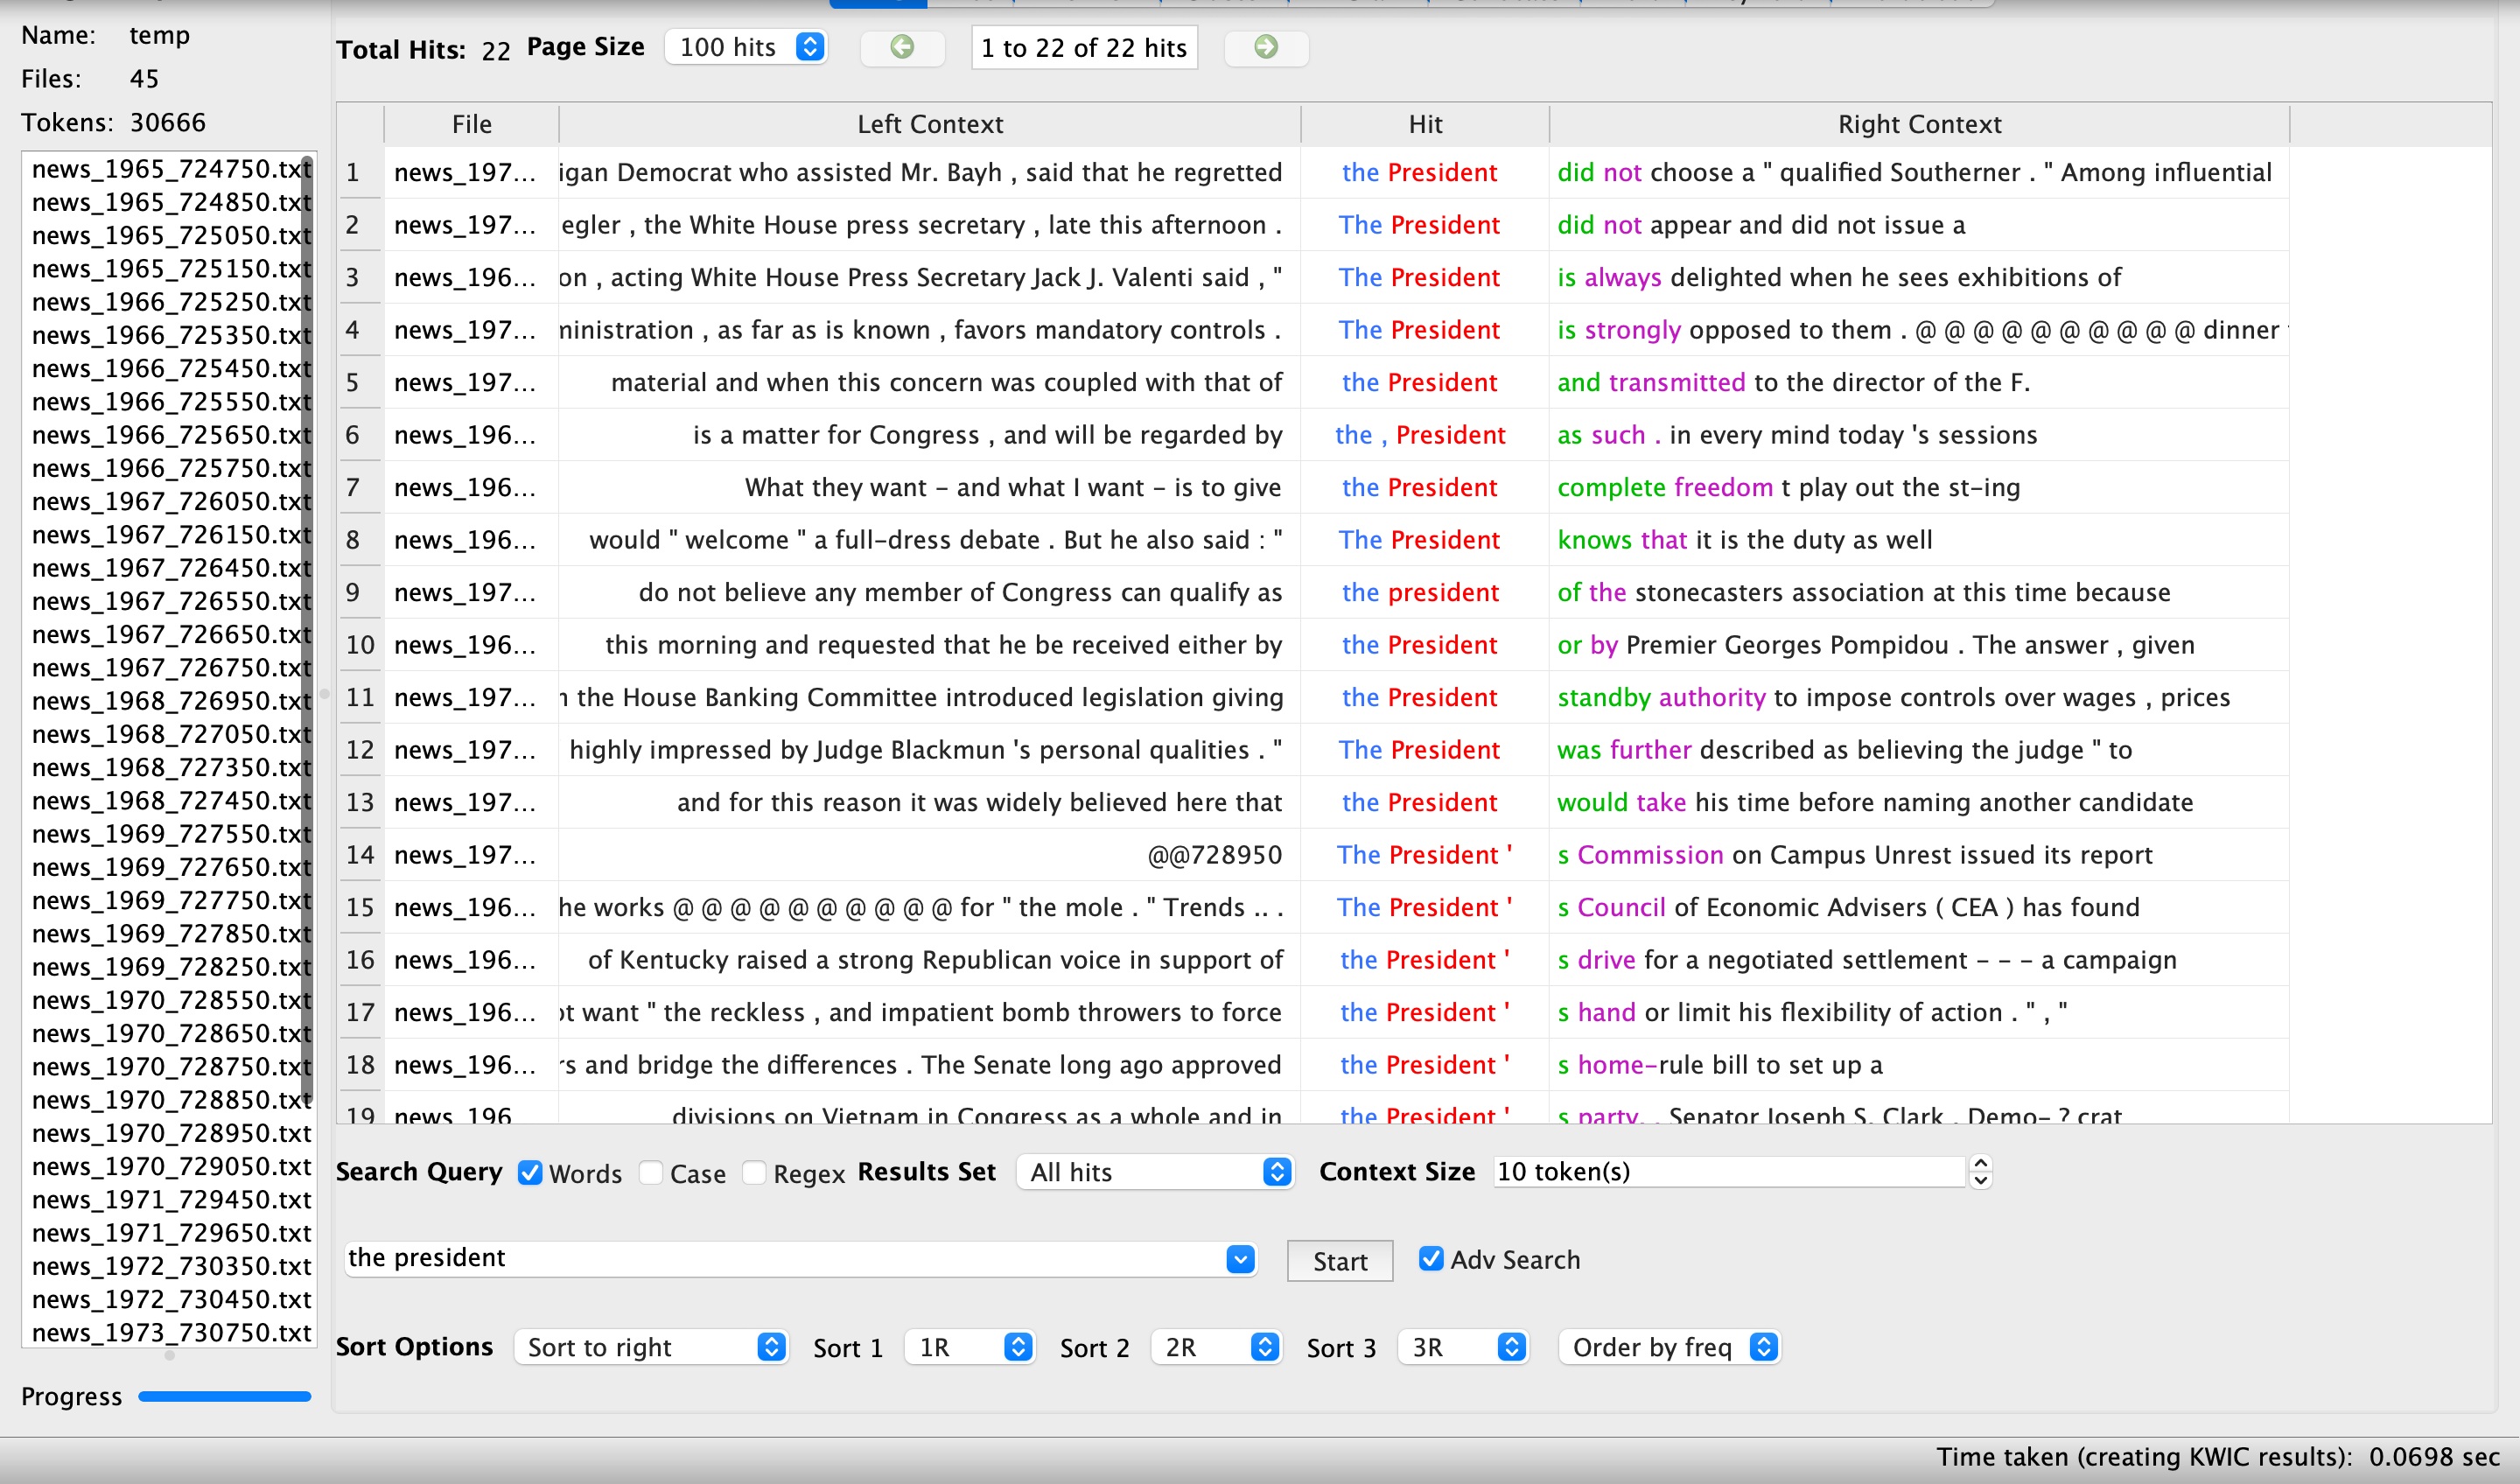 Name: temp
Files: 45
Tokens: 30666
news_1965_724750.txt
news_1965_724850.txt
news_1965_725050.txt
news_1965_725150.txt
news_1966_725250.txt
news_1966_725350.txt
news_1966_725450.txt
news_1966_725550.txt
news_1966_725650.txt
news_1966_725750.txt
news_1967_726050.txt
news_1967_726150.txt
news_1967_726450.txt
news_1967_726550.txt
news_1967_726650.txt
news_1967_726750.txt
news_1968_726950.txt
news_1968_727050.txt
news_1968_727350.txt
news_1968_727450.txt
news_1969_727550.txt
news_1969_727650.txt
news_1969_727750.txt
news_1969_727850.txt
news_1969_728250.txt
news_1970_728550.txt
news_1970_728650.txt
news_1970_728750.txt
news_1970_728850.txt
news_1970_728950.txt
news_1970_729050.txt
news_1971_729450.txt
news_1971_729650.txt
news_1972_730350.txt
news_1972_730450.txt
news_1973_730750.txt
Progress
Total Hits: 22 Page Size 100 hits 1 to 22 of 22 hits
File Left Context Hit Right Context
1 news_197... igan Democrat who assisted Mr. Bayh , said that he regretted the President did not choose a " qualified Southerner . " Among influential
2 news_197... egler , the White House press secretary , late this afternoon . The President did not appear and did not issue a
3 news_196... on , acting White House Press Secretary Jack J. Valenti said , " The President is always delighted when he sees exhibitions of
4 news_197... ninistration , as far as is known , favors mandatory controls . The President is strongly opposed to them . @ @ @ @ @ @ @ @ @ @ dinner
5 news_197... material and when this concern was coupled with that of the President and transmitted to the director of the F.
6 news_196... is a matter for Congress , and will be regarded by the , President as such . in every mind today 's sessions
7 news_196... What they want – and what I want – is to give the President complete freedom t play out the st-ing
8 news_196... would " welcome " a full-dress debate . But he also said : " The President knows that it is the duty as well
9 news_197... do not believe any member of Congress can qualify as the president of the stonecasters association at this time because
10 news_196... this morning and requested that he be received either by the President or by Premier Georges Pompidou . The answer , given
11 news_197... the House Banking Committee introduced legislation giving the President standby authority to impose controls over wages , prices
12 news_197... highly impressed by Judge Blackmun 's personal qualities . " The President was further described as believing the judge " to
13 news_197... and for this reason it was widely believed here that the President would take his time before naming another candidate
14 news_197... @@728950 The President ' s Commission on Campus Unrest issued its report
15 news_196... he works @ @ @ @ @ @ @ @ @ @ for " the mole . " Trends .. . The President ' s Council of Economic Advisers ( CEA ) has found
16 news_196... of Kentucky raised a strong Republican voice in support of the President ' s drive for a negotiated settlement – – – a campaign
17 news_196... ot want " the reckless , and impatient bomb throwers to force the President ' s hand or limit his flexibility of action . " , "
18 news_196... rs and bridge the differences . The Senate long ago approved the President ' s home-rule bill to set up a
19 news_196 divisions on Vietnam in Congress as a whole and in the President ' s party. . Senator Joseph S. Clark , Demo- ? crat
Search Query Words Case Regex Results Set All hits Context Size 10 token(s)
the president Start Adv Search
Sort Options Sort to right Sort 1 1R Sort 2 2R Sort 3 3R Order by freq
Time taken (creating KWIC results): 0.0698 sec